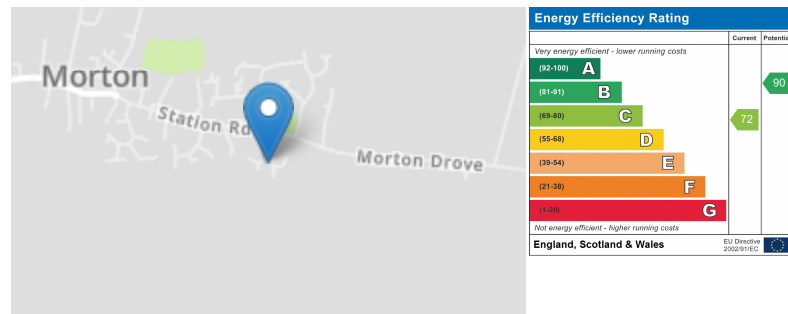 Morton
Station Rd
Morton Drove
Energy Efficiency Rating
Current Potentia
Very energy efficient - lower running costs
(92-100) A
90
(81-91) B
(69-80) C
72
(55-68) D
(39-54) E
(21-38) F
(1-20) G
Not energy efficient - higher running costs
England, Scotland & Wales
EU Directive
2002/91/EC